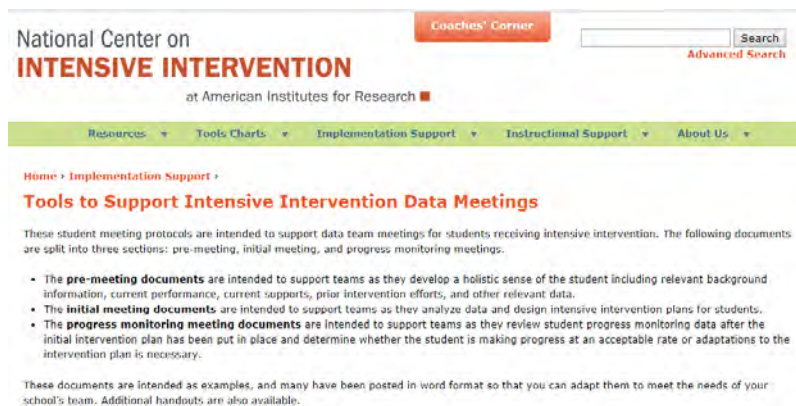 Coaches' Corner
National Center on
INTENSIVE INTERVENTION
at American Institutes for Research
Search
Advanced Search
Resources Tools Charts Implementation Support Instructional Support About Us
Home › Implementation Support ›
Tools to Support Intensive Intervention Data Meetings
These student meeting protocols are intended to support data team meetings for students receiving intensive intervention. The following documents
are split into three sections: pre-meeting, initial meeting, and progress monitoring meetings.
• The pre-meeting documents are intended to support teams as they develop a holistic sense of the student including relevant background
information, current performance, current supports, prior intervention efforts, and other relevant data.
• The initial meeting documents are intended to support teams as they analyze data and design intensive intervention plans for students.
• The progress monitoring meeting documents are intended to support teams as they review student progress monitoring data after the
initial intervention plan has been put in place and determine whether the student is making progress at an acceptable rate or adaptations to the
intervention plan is necessary.
These documents are intended as examples, and many have been posted in word format so that you can adapt them to meet the needs of your
school's team. Additional handouts are also available.